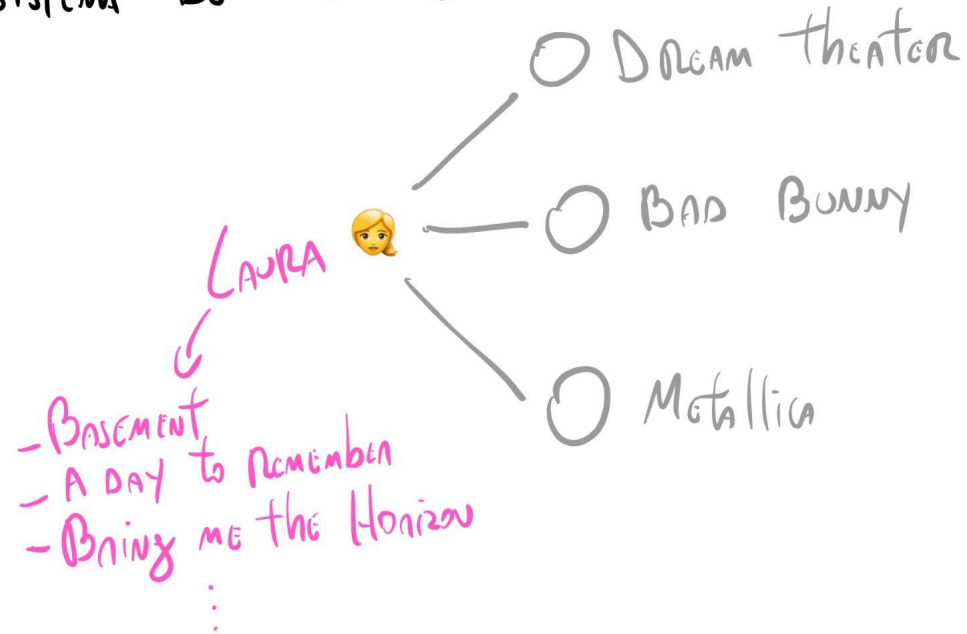 Dream Theater
Bad Bunny
Laura
Metallica
- Basement
- A Day to Remember
- Bring me the Horizon